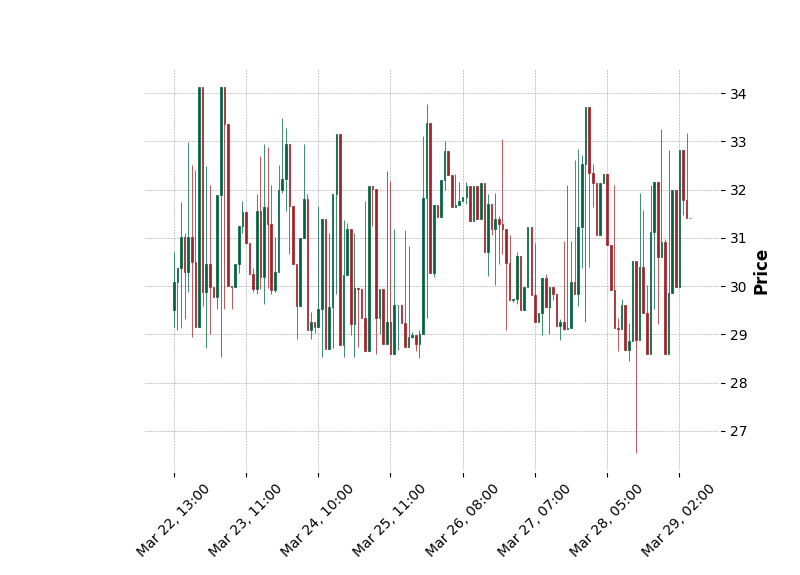 34
33
32
31
30
29
28
27
Price
Mar 22, 13:00
Mar 23, 11:00
Mar 24, 10:00
Mar 25, 11:00
Mar 26, 08:00
Mar 27, 07:00
Mar 28, 05:00
Mar 29, 02:00